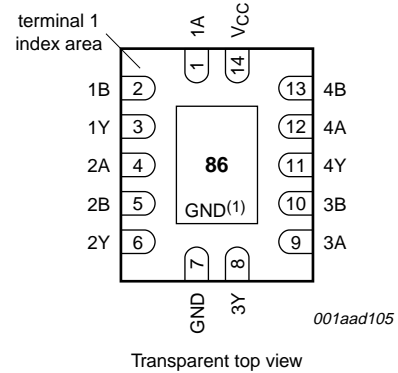 terminal 1
index area
1A
VCC
1
14
1B 2
13 4B
1Y 3
12 4A
2A 4
86
11 4Y
2B 5
GND(1)
10 3B
2Y 6
9 3A
7
8
GND
3Y
001aad105
Transparent top view